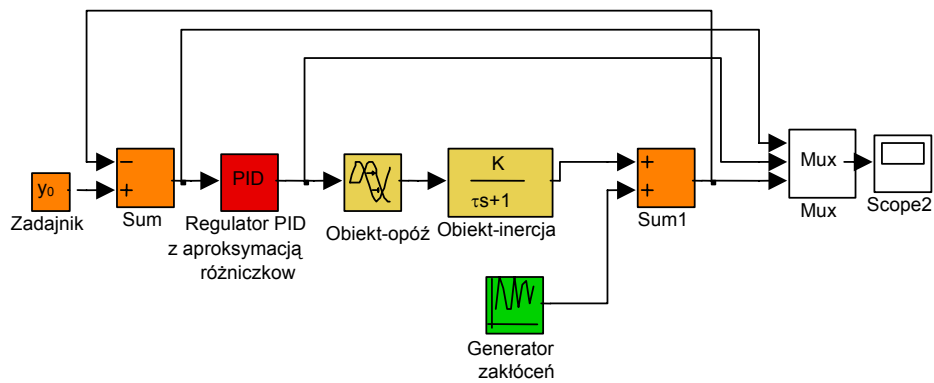 −
+
y₀
Zadajnik
Sum
PID
Regulator PID
z aproksymacją
różniczkow
Obiekt-opóź
K
τs+1
Obiekt-inercja
+
+
Sum1
Mux
Mux
Scope2
Generator
zakłóceń